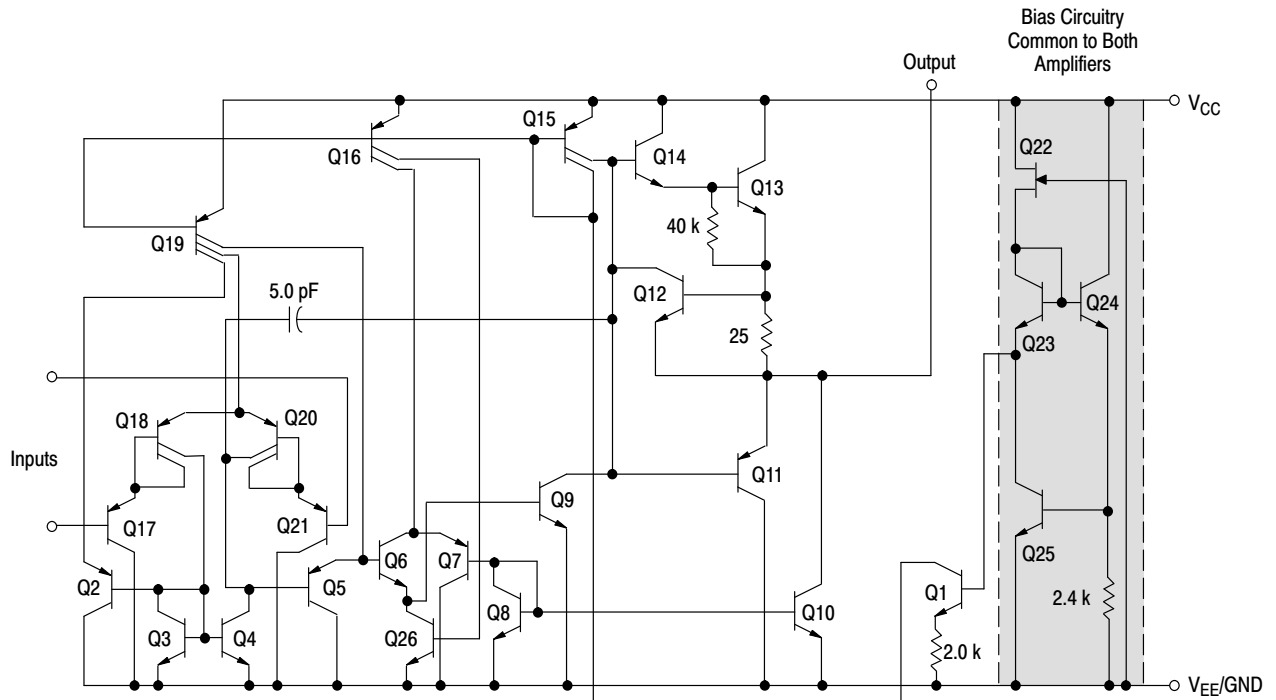 Bias Circuitry
Common to Both
Amplifiers
Output
V_CC
Q15
Q22
Q16
Q14
Q13
Q19
40 k
5.0 pF
Q12
Q24
25
Q23
Q18
Q20
Inputs
Q9
Q11
Q17
Q21
Q25
Q2
Q5
Q6
Q7
Q1
2.4 k
Q3
Q4
Q26
Q8
Q10
2.0 k
V_EE/GND